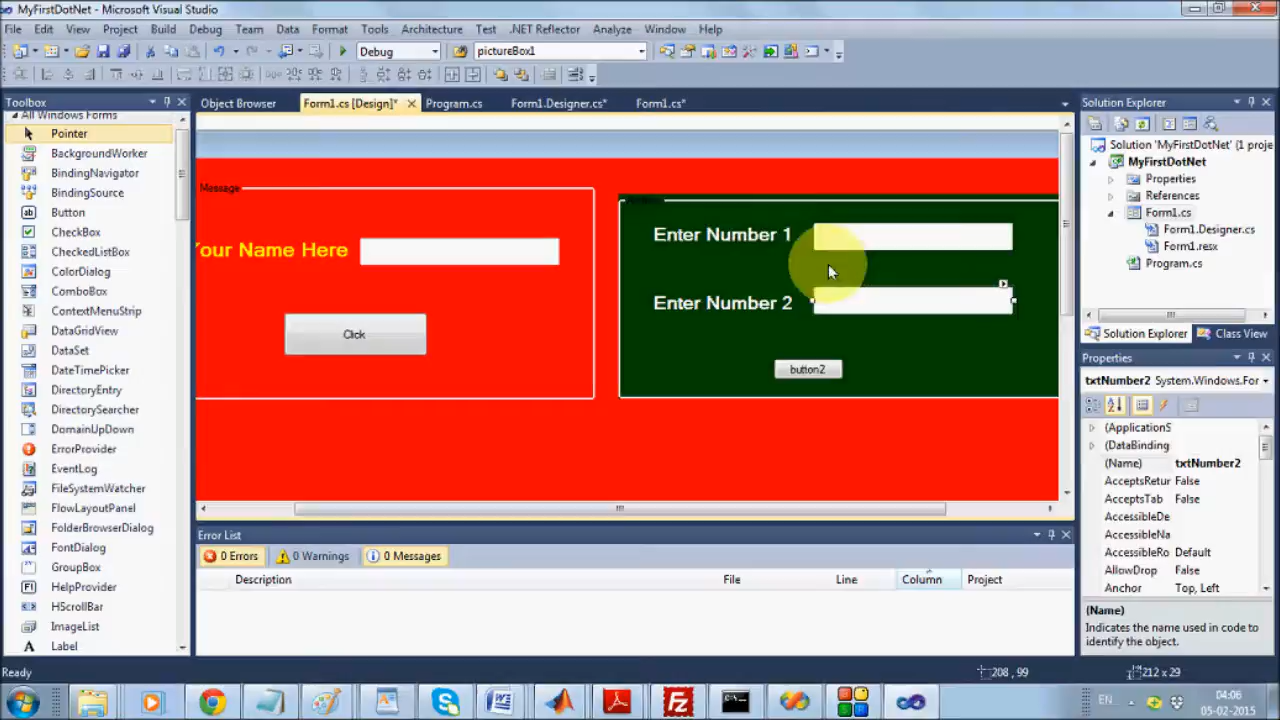 MyFirstDotNet - Microsoft Visual Studio
File Edit View Project Build Debug Team Data Format Tools Architecture Test .NET Reflector Analyze Window Help
Debug pictureBox1
Toolbox
Object Browser Form1.cs [Design]* Program.cs Form1.Designer.cs* Form1.cs*
All Windows Forms
Pointer
BackgroundWorker
BindingNavigator
BindingSource
Button
CheckBox
CheckedListBox
ColorDialog
ComboBox
ContextMenuStrip
DataGridView
DataSet
DateTimePicker
DirectoryEntry
DirectorySearcher
DomainUpDown
ErrorProvider
EventLog
FileSystemWatcher
FlowLayoutPanel
FolderBrowserDialog
FontDialog
GroupBox
HelpProvider
HScrollBar
ImageList
Label
Message
Your Name Here
Click
Enter Number 1
Enter Number 2
button2
Error List
0 Errors 0 Warnings 0 Messages
Description File Line Column Project
Solution Explorer
Solution 'MyFirstDotNet' (1 proje
MyFirstDotNet
Properties
References
Form1.cs
Form1.Designer.cs
Form1.resx
Program.cs
Solution Explorer Class View
Properties
txtNumber2 System.Windows.For
(ApplicationS
(DataBinding
(Name) txtNumber2
AcceptsRetur False
AcceptsTab False
AccessibleDe
AccessibleNa
AccessibleRo Default
AllowDrop False
Anchor Top, Left
(Name)
Indicates the name used in code to
identify the object.
Ready 208 , 99 212 x 29
EN 04:06
05-02-2015